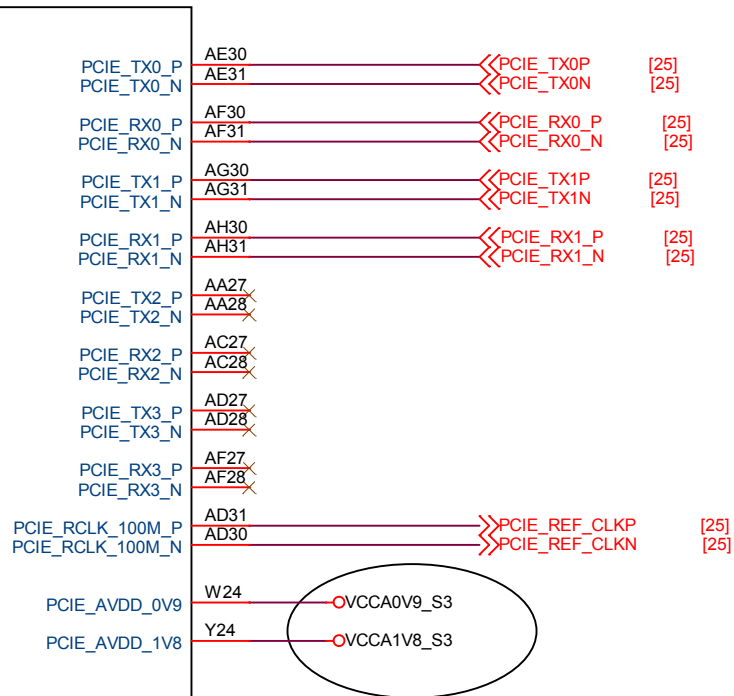 PCIE_TX0_P AE30 PCIE_TX0P [25]
PCIE_TX0_N AE31 PCIE_TX0N [25]
PCIE_RX0_P AF30 PCIE_RX0_P [25]
PCIE_RX0_N AF31 PCIE_RX0_N [25]
PCIE_TX1_P AG30 PCIE_TX1P [25]
PCIE_TX1_N AG31 PCIE_TX1N [25]
PCIE_RX1_P AH30 PCIE_RX1_P [25]
PCIE_RX1_N AH31 PCIE_RX1_N [25]
PCIE_TX2_P AA27
PCIE_TX2_N AA28
PCIE_RX2_P AC27
PCIE_RX2_N AC28
PCIE_TX3_P AD27
PCIE_TX3_N AD28
PCIE_RX3_P AF27
PCIE_RX3_N AF28
PCIE_RCLK_100M_P AD31 PCIE_REF_CLKP [25]
PCIE_RCLK_100M_N AD30 PCIE_REF_CLKN [25]
PCIE_AVDD_0V9 W24 VCCA0V9_S3
PCIE_AVDD_1V8 Y24 VCCA1V8_S3